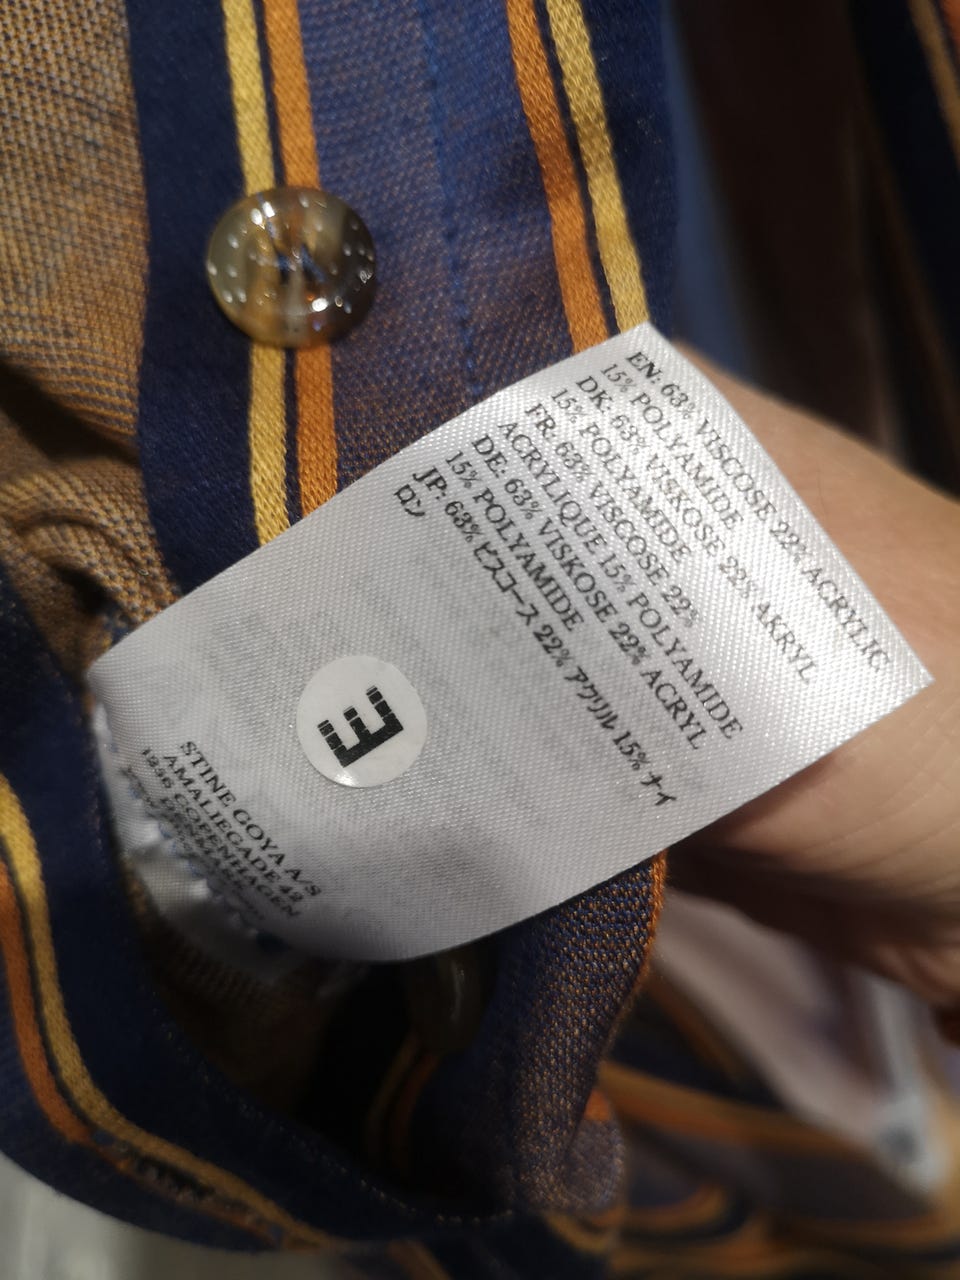 EN: 63% VISCOSE 22% ACRYLIC
15% POLYAMIDE
DK: 63% VISKOSE 22% AKRYL
15% POLYAMIDE
FR: 63% VISCOSE 22%
ACRYLIQUE 15% POLYAMIDE
DE: 63% VISKOSE 22% ACRYL
15% POLYAMIDE
JP: 63% ビスコース 22% アクリル 15% ナイ
ロン
E
STINE GOYA A/S
AMALIEGADE 42
COPENHAGEN